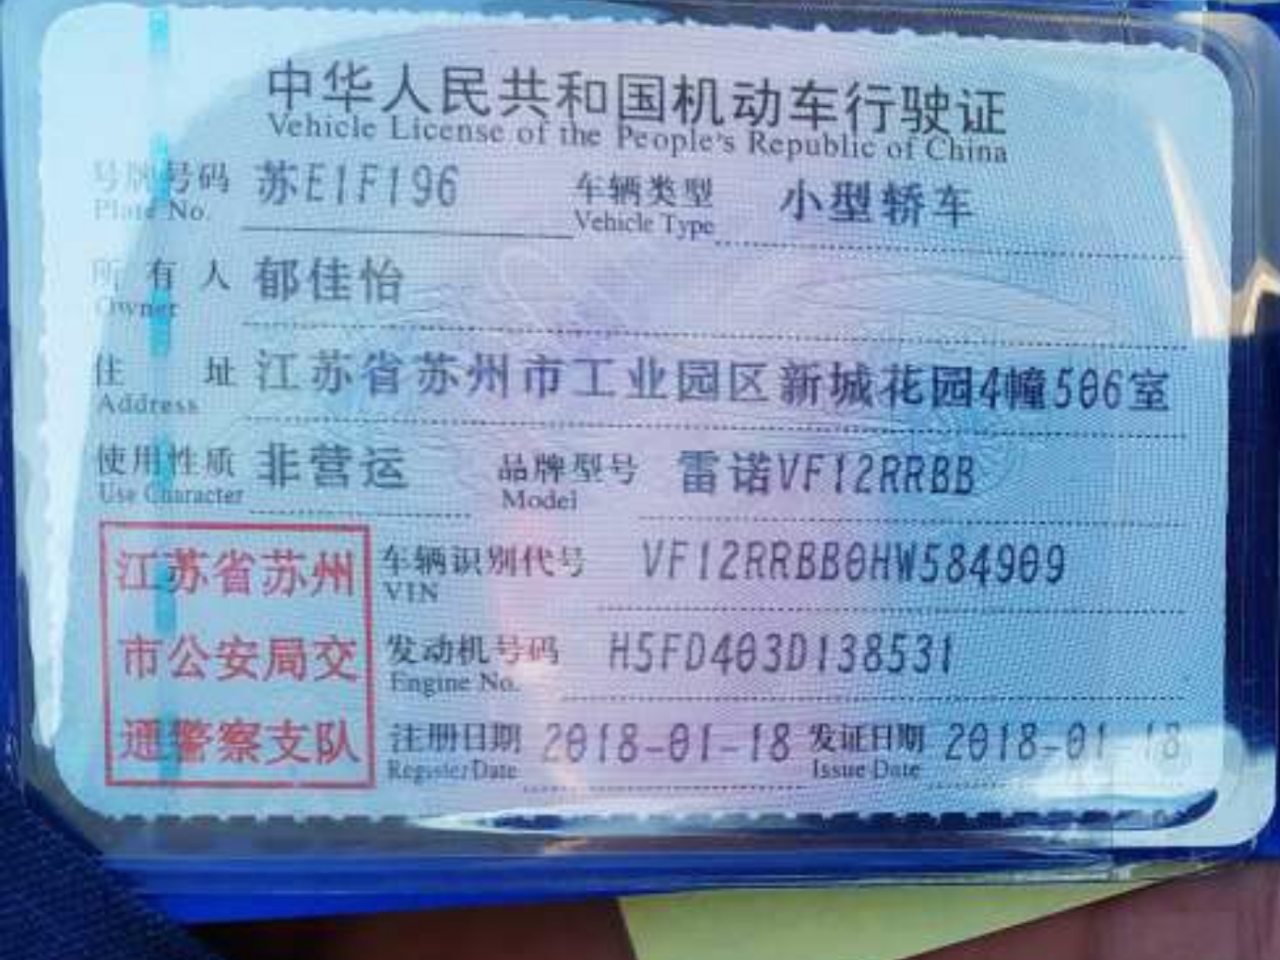 中华人民共和国机动车行驶证
Vehicle License of the People's Republic of China
号牌号码 苏E1F196 车辆类型 小型轿车
Plate No. Vehicle Type
所有人 郁佳怡
Owner
住址 江苏省苏州市工业园区新城花园4幢506室
Address
使用性质 非营运 品牌型号 雷诺VF12RRBB
Use Character Model
江苏省苏州
市公安局交
通警察支队
车辆识别代号 VF12RRBB0HW584909
VIN
发动机号码 H5FD403D138531
Engine No.
注册日期 2018-01-18 发证日期 2018-01-18
Register Date Issue Date